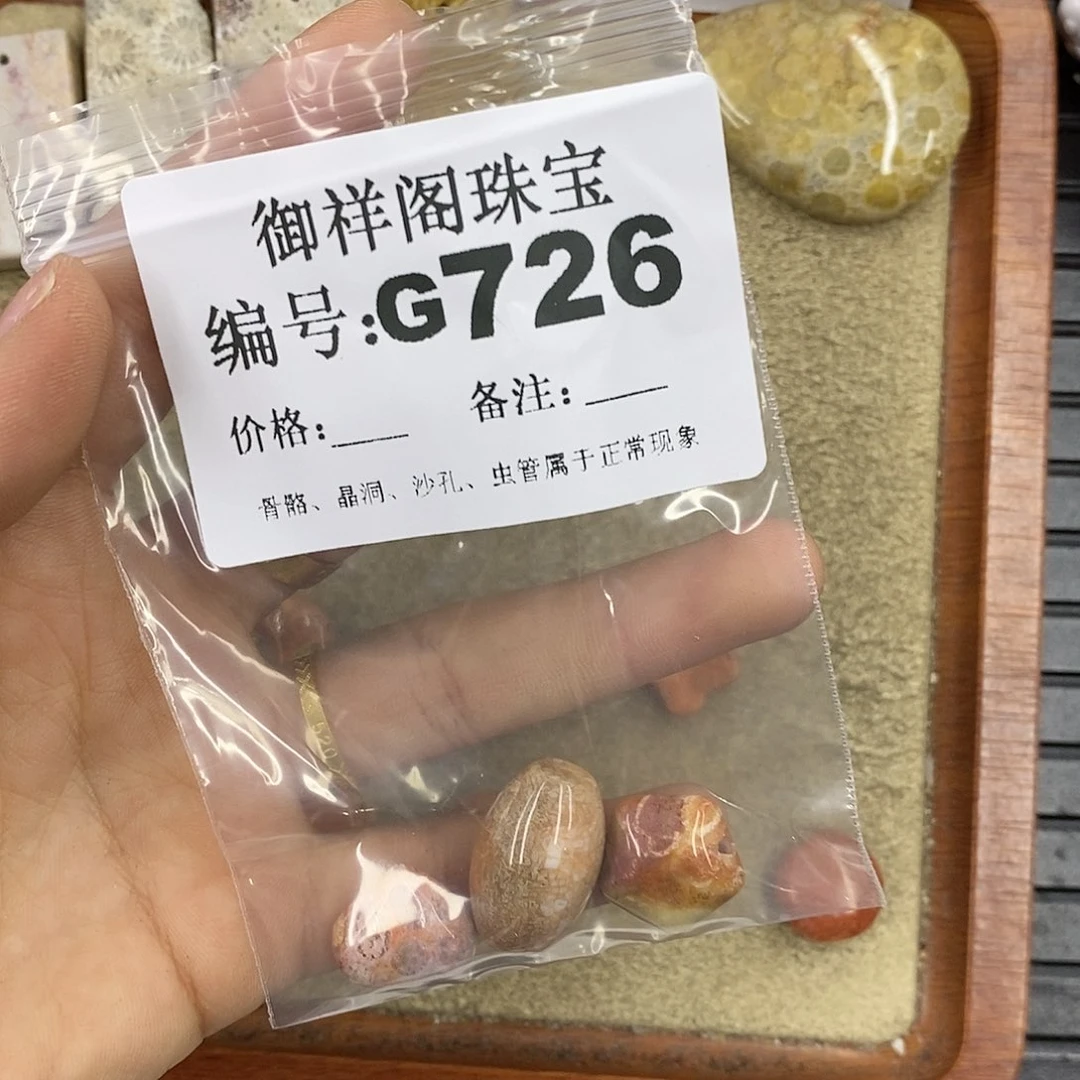 御祥阁珠宝
编号:G726
价格:____ 备注:____
骨骼、晶洞、沙孔、虫管属于正常现象